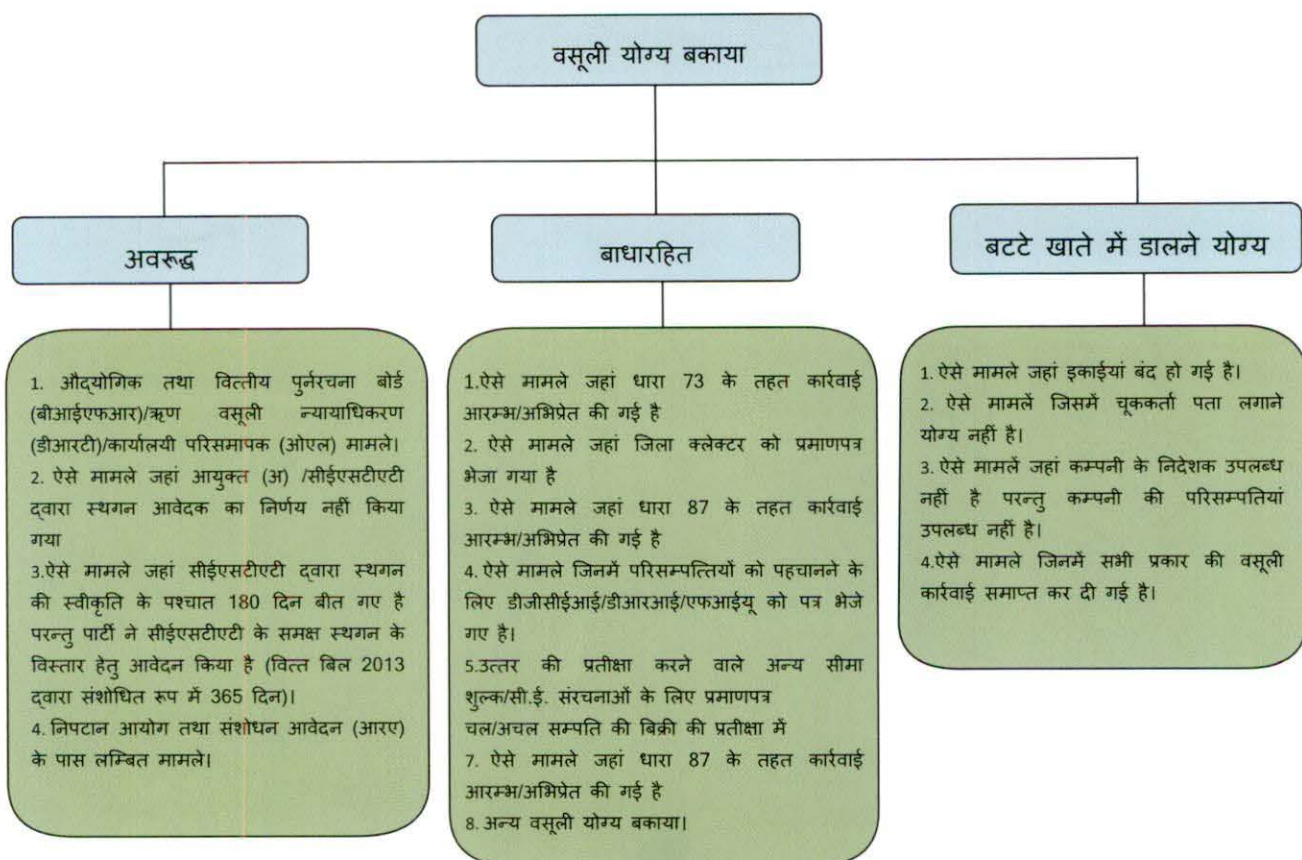 वसूली योग्य बकाया
अवरूद्ध
1. औद्योगिक तथा वित्तीय पुर्नरचना बोर्ड
(बीआईएफआर)/ऋण वसूली न्यायाधिकरण
(डीआरटी)/कार्यालयी परिसमापक (ओएल) मामले।
2. ऐसे मामले जहां आयुक्त (अ) /सीईएसटीएटी
द्वारा स्थगन आवेदक का निर्णय नहीं किया
गया
3.ऐसे मामले जहां सीईएसटीएटी द्वारा स्थगन
की स्वीकृति के पश्चात 180 दिन बीत गए है
परन्तु पार्टी ने सीईएसटीएटी के समक्ष स्थगन के
विस्तार हेतु आवेदन किया है (वित्त बिल 2013
द्वारा संशोधित रूप में 365 दिन)।
4. निपटान आयोग तथा संशोधन आवेदन (आरए)
के पास लम्बित मामले।
बाधारहित
1.ऐसे मामले जहां धारा 73 के तहत कार्रवाई
आरम्भ/अभिप्रेत की गई है
2. ऐसे मामले जहां जिला क्लेक्टर को प्रमाणपत्र
भेजा गया है
3. ऐसे मामले जहां धारा 87 के तहत कार्रवाई
आरम्भ/अभिप्रेत की गई है
4. ऐसे मामले जिनमें परिसम्पत्तियों को पहचानने के
लिए डीजीसीईआई/डीआरआई/एफआईयू को पत्र भेजे
गए है।
5.उत्तर की प्रतीक्षा करने वाले अन्य सीमा
शुल्क/सी.ई. संरचनाओं के लिए प्रमाणपत्र
चल/अचल सम्पति की बिक्री की प्रतीक्षा में
7. ऐसे मामले जहां धारा 87 के तहत कार्रवाई
आरम्भ/अभिप्रेत की गई है
8. अन्य वसूली योग्य बकाया।
बटटे खाते में डालने योग्य
1. ऐसे मामले जहां इकाईयां बंद हो गई है।
2. ऐसे मामलें जिसमें चूककर्ता पता लगाने
योग्य नहीं है।
3. ऐसे मामलें जहां कम्पनी के निदेशक उपलब्ध
नहीं है परन्तु कम्पनी की परिसम्पतियां
उपलब्ध नहीं है।
4.ऐसे मामले जिनमें सभी प्रकार की वसूली
कार्रवाई समाप्त कर दी गई है।